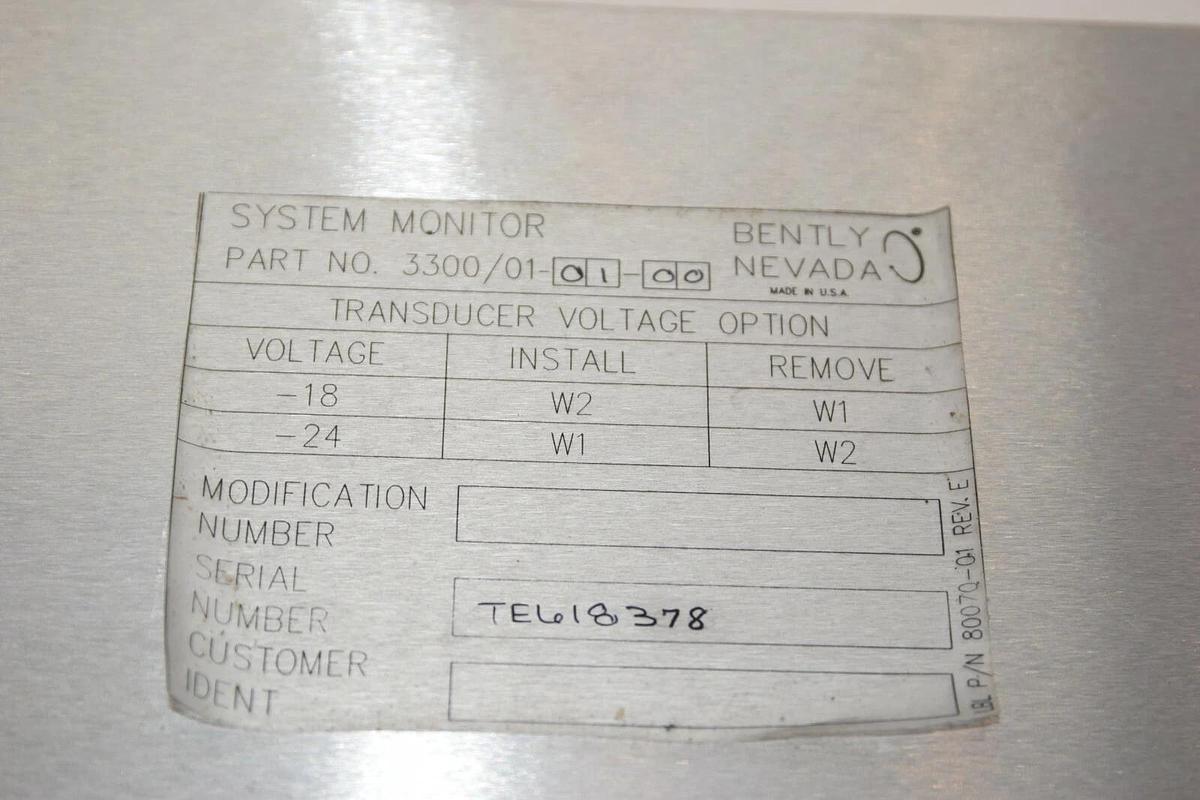 SYSTEM MONITOR
PART NO. 3300/01-01-00
BENTLY
NEVADA
MADE IN U.S.A.
TRANSDUCER VOLTAGE OPTION
VOLTAGE INSTALL REMOVE
-18 W2 W1
-24 W1 W2
MODIFICATION
NUMBER
SERIAL
NUMBER TE618378
CUSTOMER
IDENT
LBL P/N 80070-01 REV. E